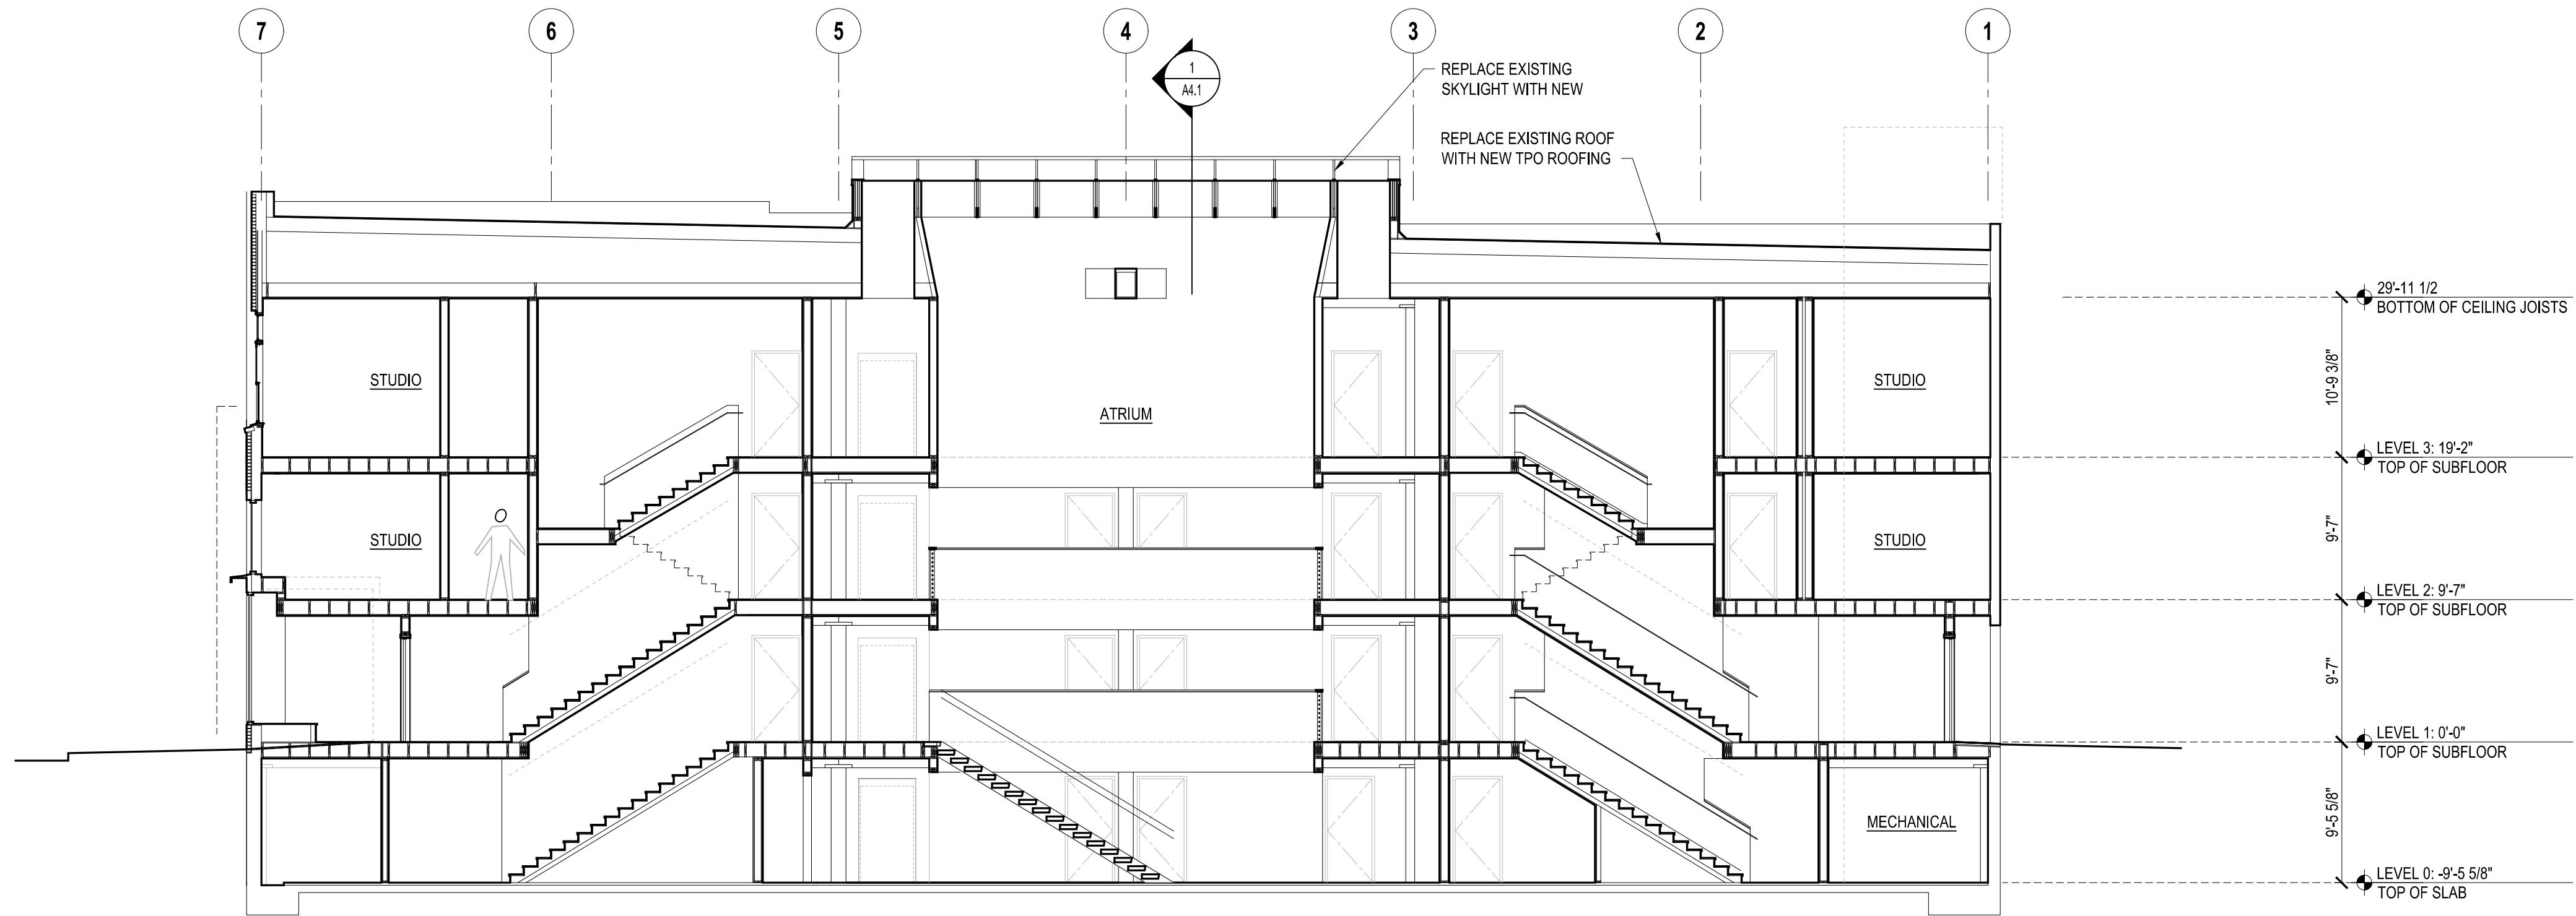 7
6
5
4
3
2
1
1
A4.1
REPLACE EXISTING
SKYLIGHT WITH NEW
REPLACE EXISTING ROOF
WITH NEW TPO ROOFING
29'-11 1/2
BOTTOM OF CEILING JOISTS
10'-9 3/8"
STUDIO
ATRIUM
STUDIO
LEVEL 3: 19'-2"
TOP OF SUBFLOOR
9'-7"
STUDIO
STUDIO
LEVEL 2: 9'-7"
TOP OF SUBFLOOR
9'-7"
LEVEL 1: 0'-0"
TOP OF SUBFLOOR
9'-5 5/8"
MECHANICAL
LEVEL 0: -9'-5 5/8"
TOP OF SLAB